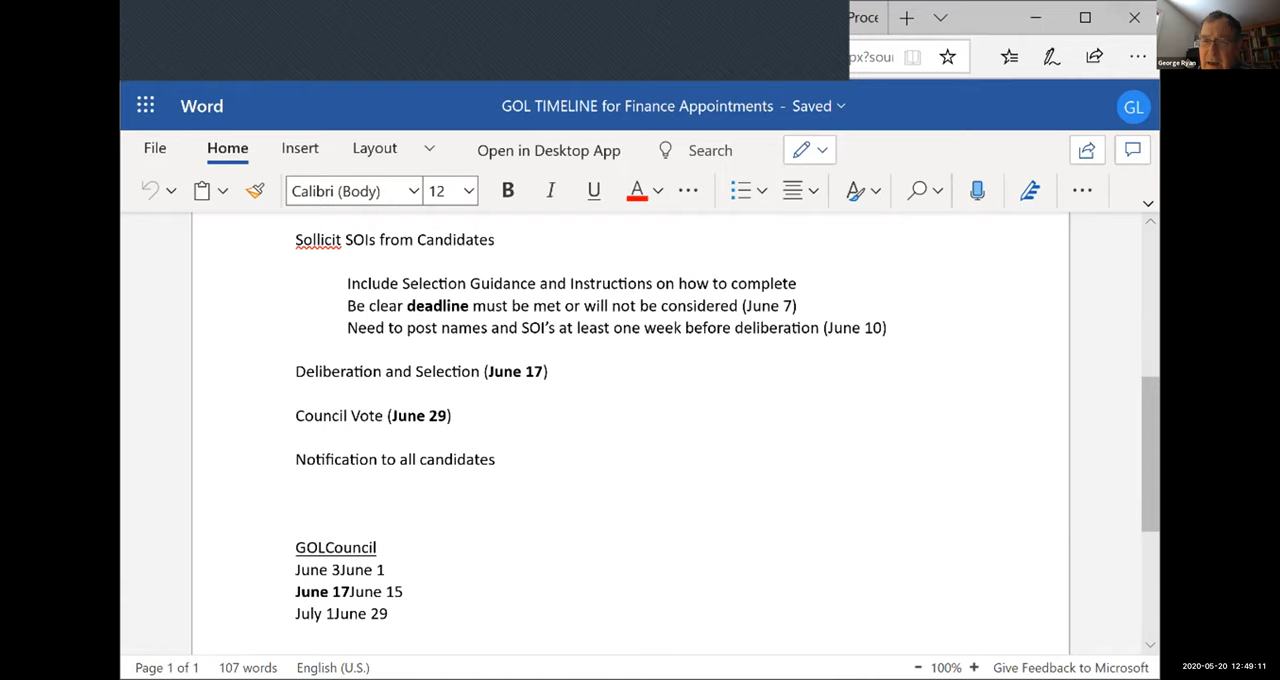 Proce
px?sou
George Ryan
Word
GOL TIMELINE for Finance Appointments - Saved
GL
File
Home
Insert
Layout
Open in Desktop App
Search
Calibri (Body)
12
B
I
U
A
Sollicit SOIs from Candidates
Include Selection Guidance and Instructions on how to complete
Be clear deadline must be met or will not be considered (June 7)
Need to post names and SOI's at least one week before deliberation (June 10)
Deliberation and Selection (June 17)
Council Vote (June 29)
Notification to all candidates
GOLCouncil
June 3June 1
June 17June 15
July 1June 29
Page 1 of 1
107 words
English (U.S.)
- 100% +
Give Feedback to Microsoft
2020-05-20 12:49:11